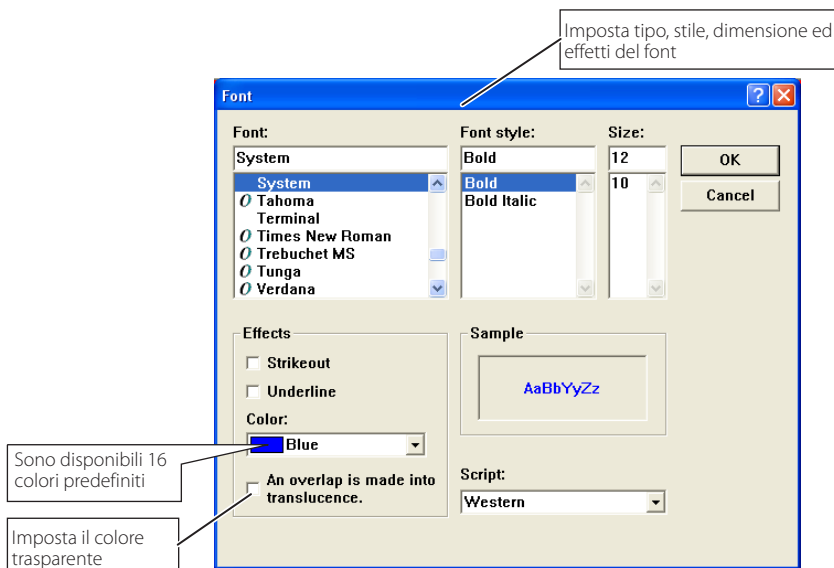 Imposta tipo, stile, dimensione ed
effetti del font
Font
Font:
Font style:
Size:
System
Bold
12
OK
System
Tahoma
Terminal
Times New Roman
Trebuchet MS
Tunga
Verdana
Bold
Bold Italic
10
Cancel
Effects
Strikeout
Underline
Color:
Blue
An overlap is made into
translucence.
Sample
AaBbYyZz
Script:
Western
Sono disponibili 16
colori predefiniti
Imposta il colore
trasparente